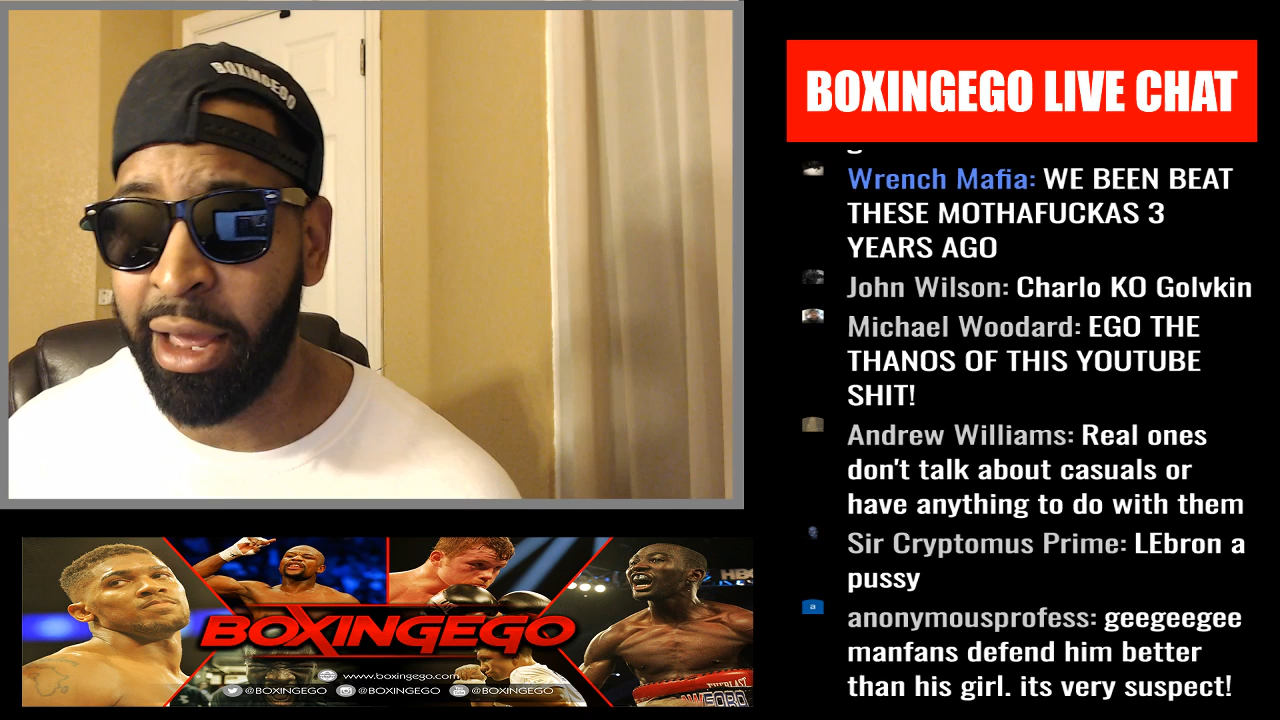 BOXINGEGO
BOXINGEGO LIVE CHAT
Wrench Mafia: WE BEEN BEAT
THESE MOTHAFUCKAS 3
YEARS AGO
John Wilson: Charlo KO Golvkin
Michael Woodard: EGO THE
THANOS OF THIS YOUTUBE
SHIT!
Andrew Williams: Real ones
don't talk about casuals or
have anything to do with them
Sir Cryptomus Prime: LEbron a
pussy
anonymousprofess: geegeegee
manfans defend him better
than his girl. its very suspect!
HBO
BOXINGEGO
www.boxingego.com
@BOXINGEGO @BOXINGEGO @BOXINGEGO
EVERLAST